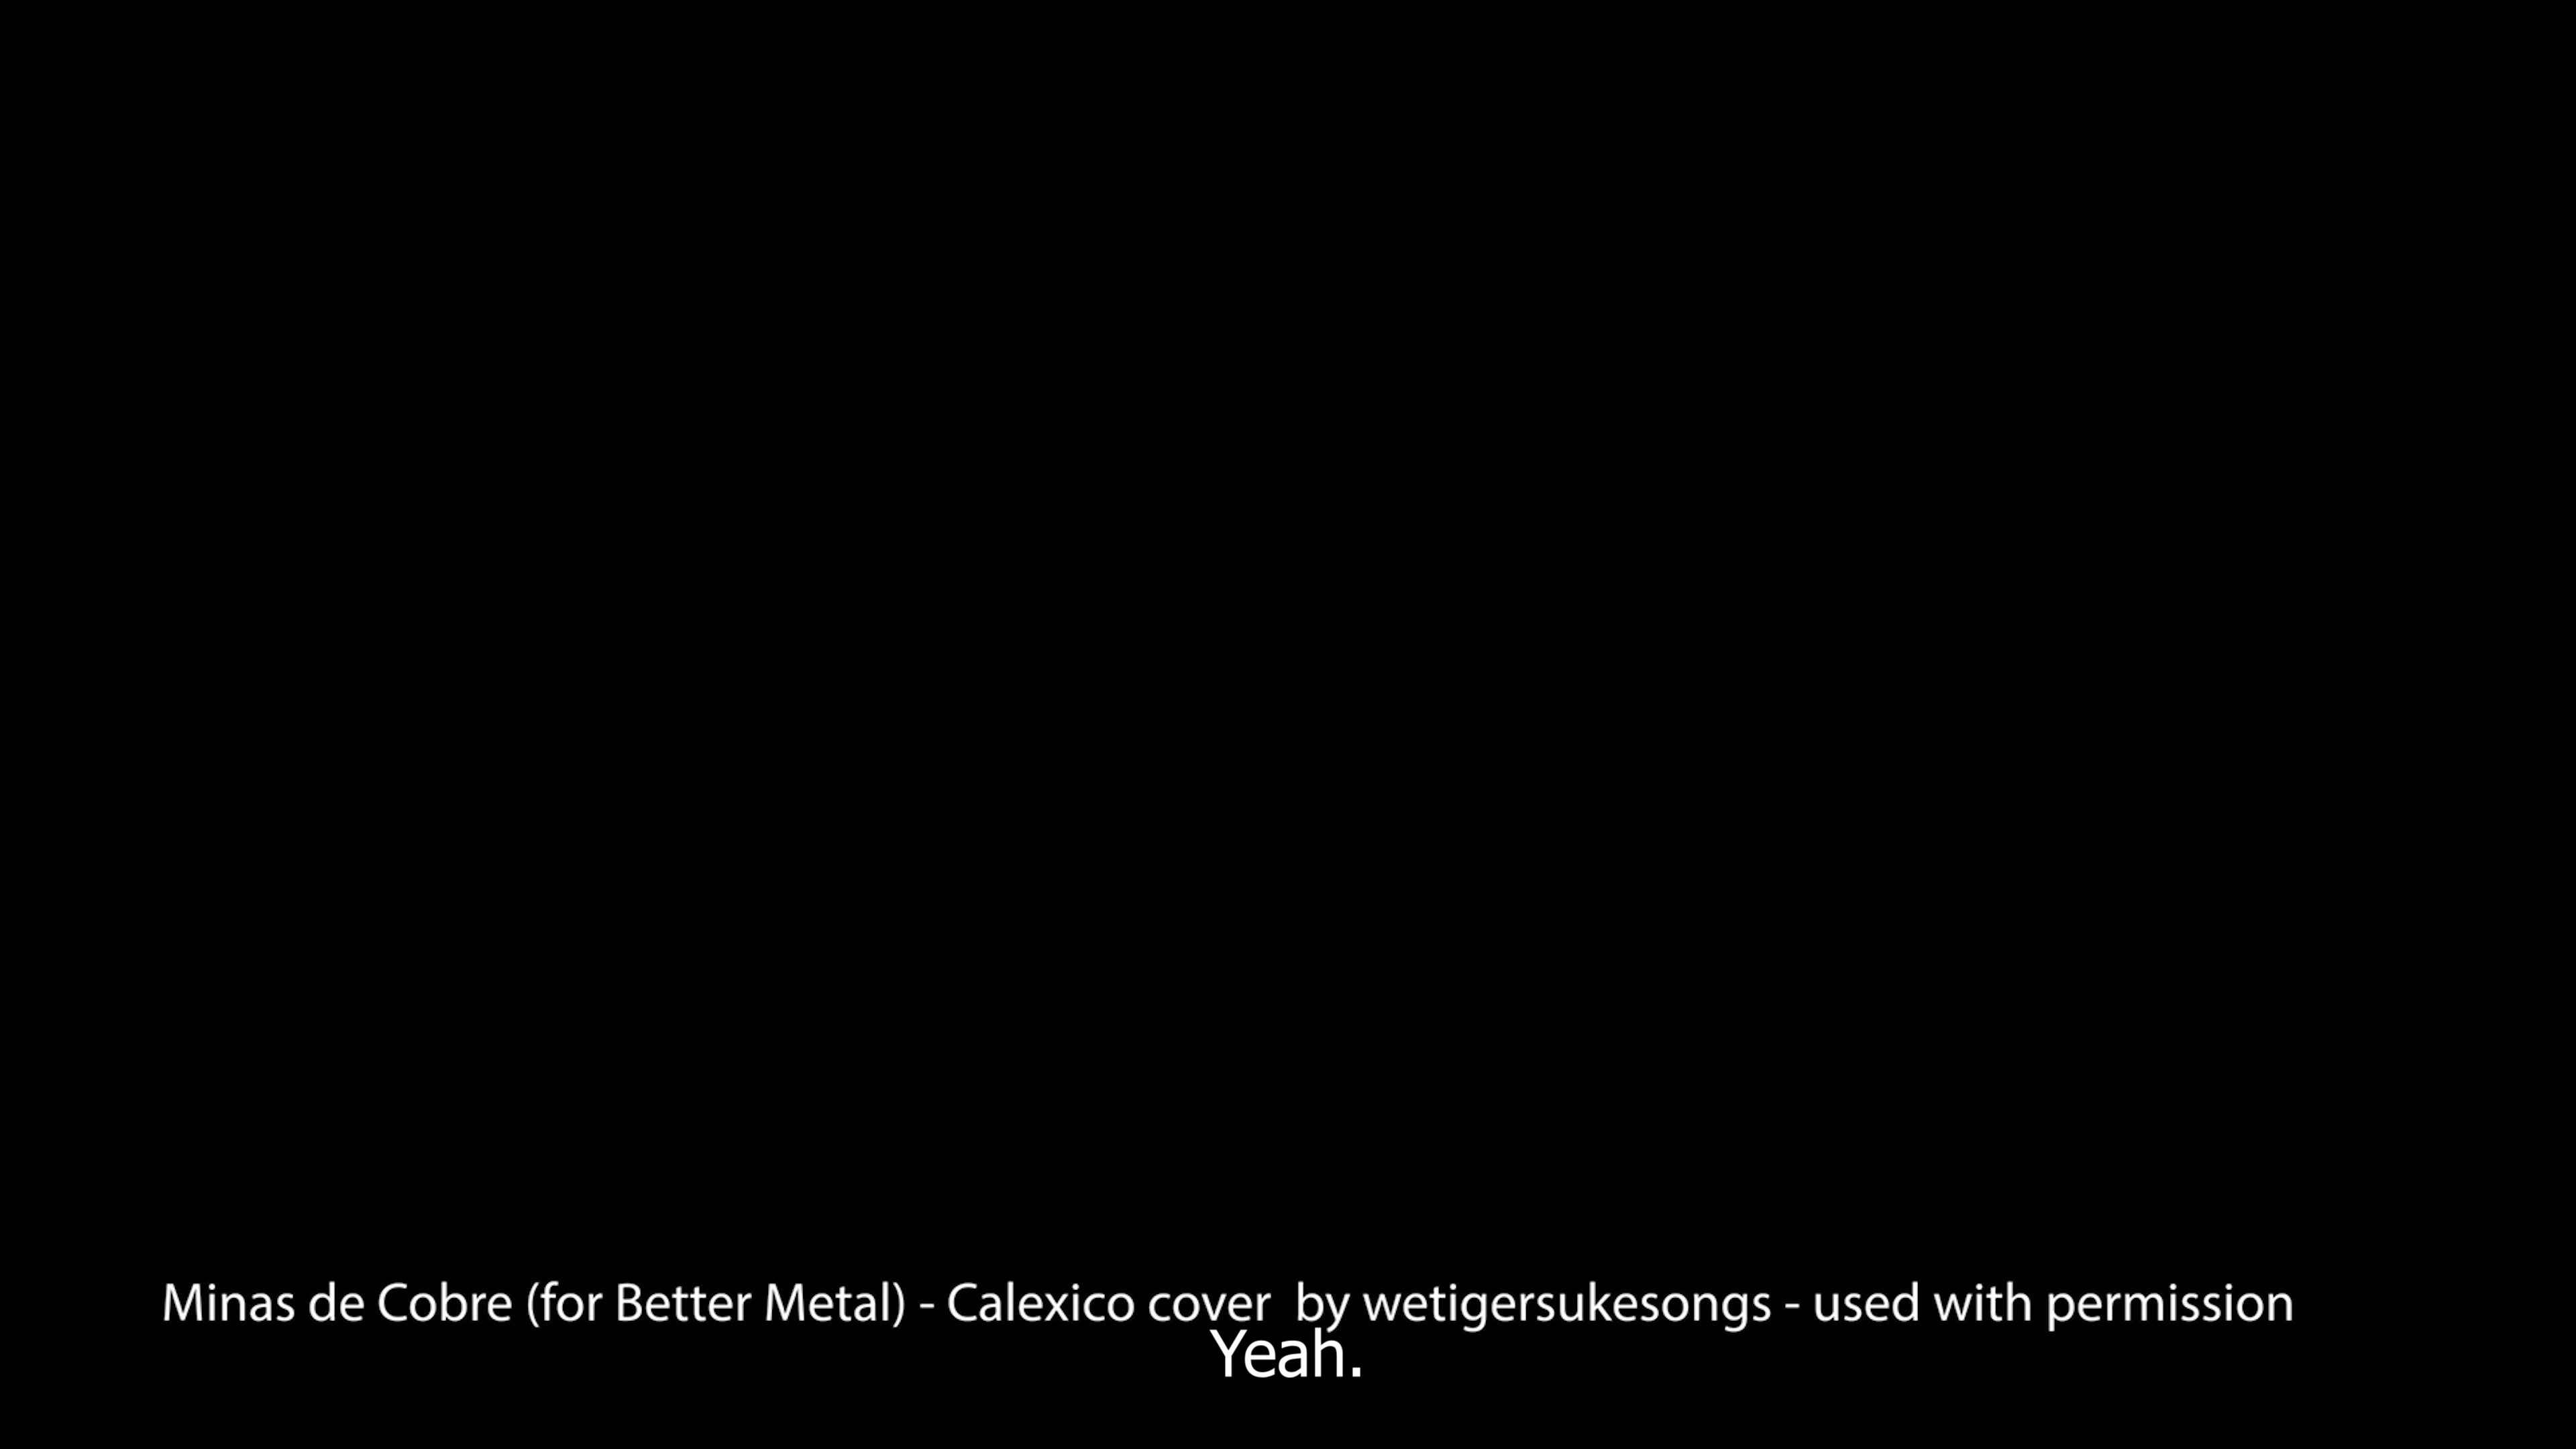 Minas de Cobre (for Better Metal) - Calexico cover  by wetigersukesongs - used with permission
Yeah.